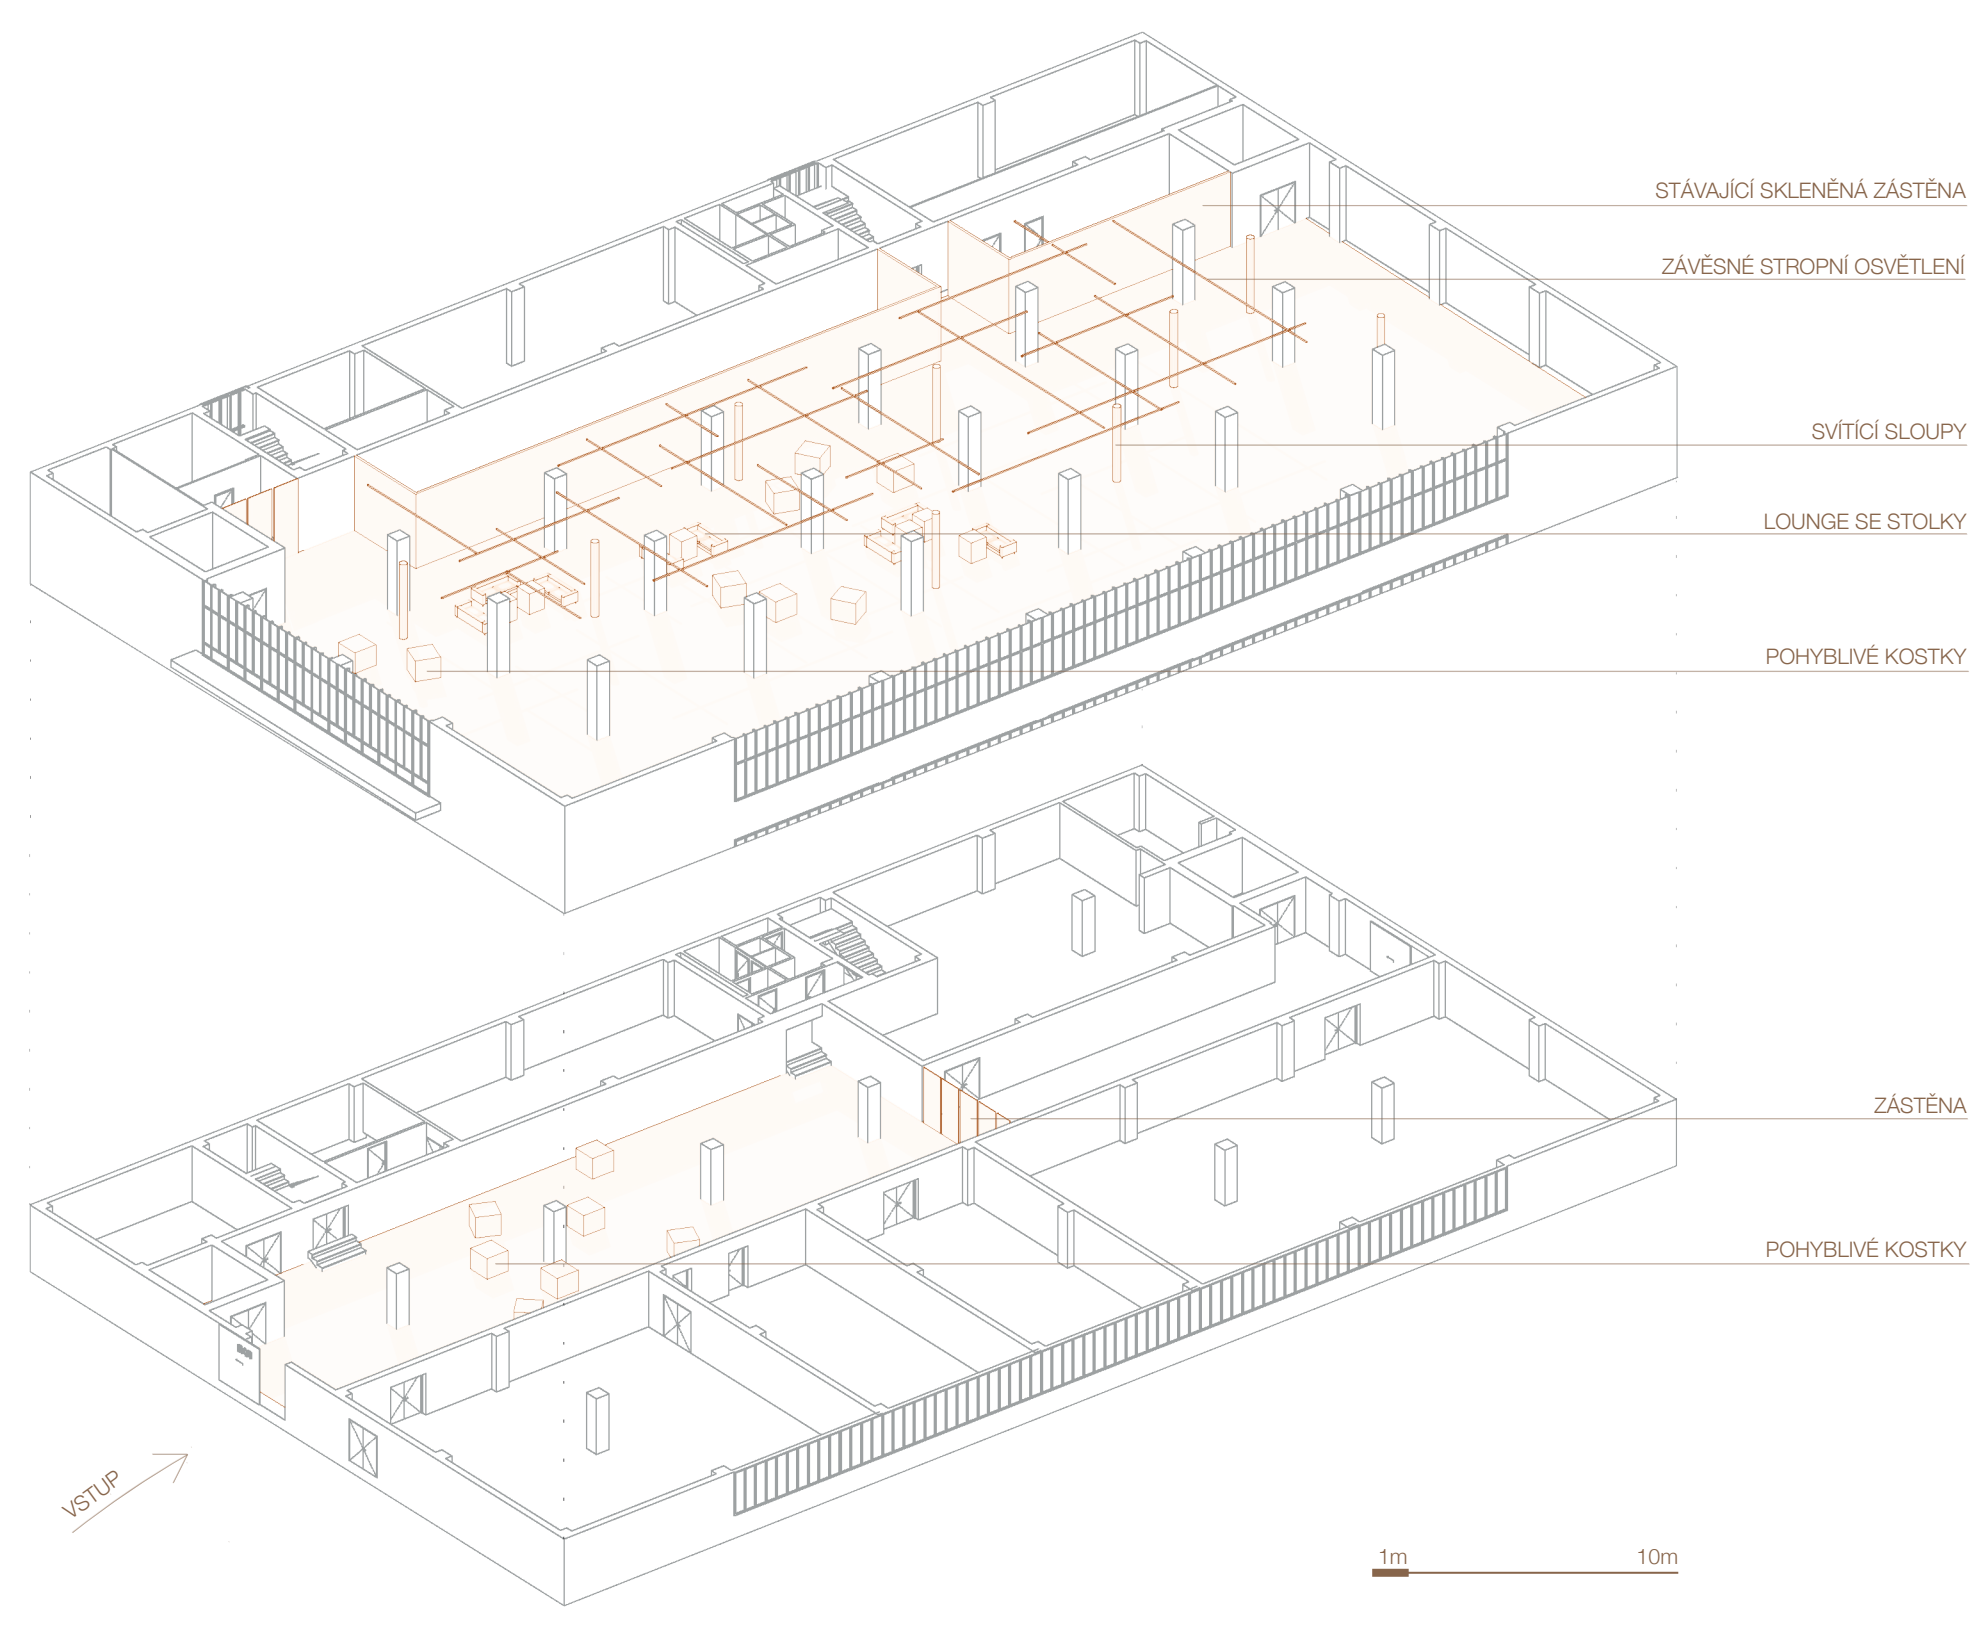 STÁVAJÍCÍ SKLENĚNÁ ZÁSTĚNA
ZÁVĚSNÉ STROPNÍ OSVĚTLENÍ
SVÍTÍCÍ SLOUPY
LOUNGE SE STOLKY
POHYBLIVÉ KOSTKY
ZÁSTĚNA
POHYBLIVÉ KOSTKY
VSTUP
1m 10m